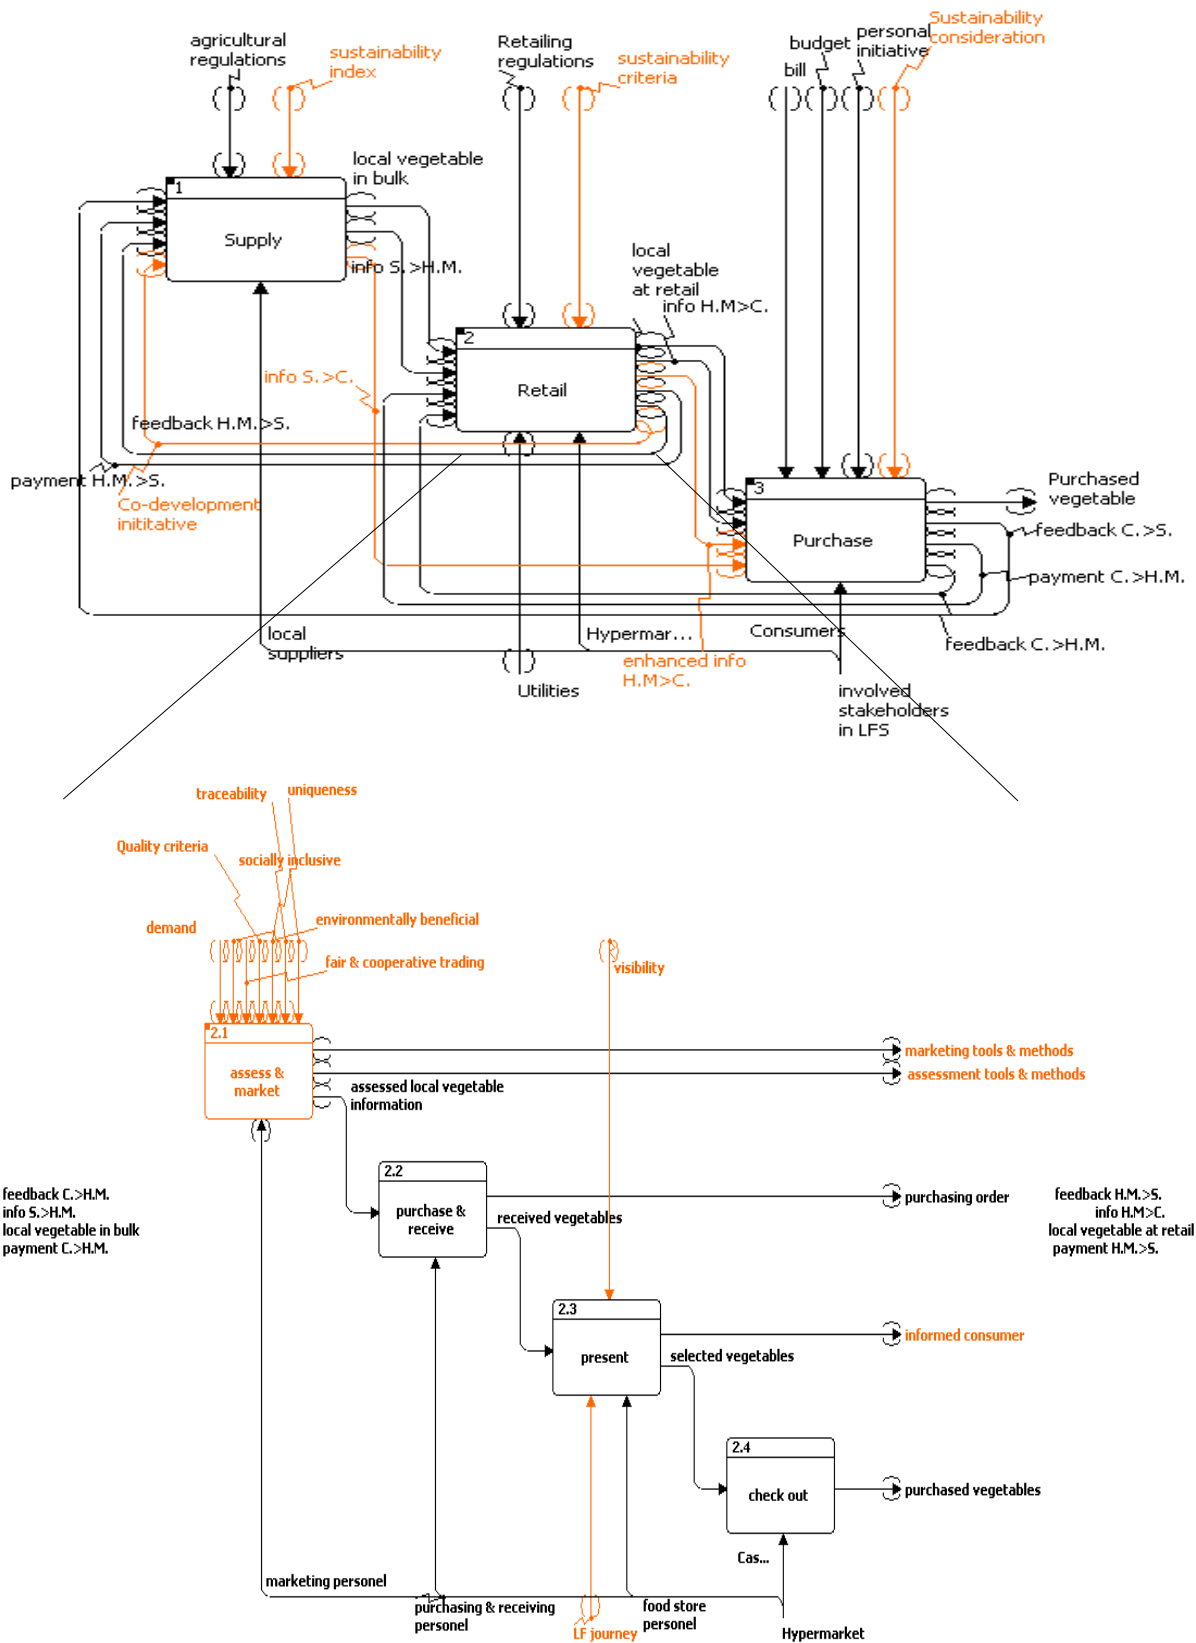 agricultural
regulations
sustainability
index
Retailing
regulations
sustainability
criteria
bill
budget
personal
initiative
Sustainability
consideration
local vegetable
in bulk
1
Supply
info S.>H.M.
local
vegetable
at retail
info H.M>C.
2
Retail
info S.>C.
feedback H.M.>S.
payment H.M.>S.
Co-development
inititative
3
Purchase
Purchased
vegetable
feedback C.>S.
payment C.>H.M.
feedback C.>H.M.
local
suppliers
Hypermar...
Consumers
enhanced info
H.M>C.
Utilities
involved
stakeholders
in LFS
traceability
uniqueness
Quality criteria
socially inclusive
demand
environmentally beneficial
fair & cooperative trading
visibility
2.1
assess &
market
marketing tools & methods
assessment tools & methods
assessed local vegetable
information
2.2
purchase &
receive
purchasing order
received vegetables
feedback C.>H.M.
info S.>H.M.
local vegetable in bulk
payment C.>H.M.
feedback H.M.>S.
info H.M>C.
local vegetable at retail
payment H.M.>S.
2.3
present
informed consumer
selected vegetables
2.4
check out
purchased vegetables
Cas...
marketing personel
purchasing & receiving
personel
LF journey
food store
personel
Hypermarket